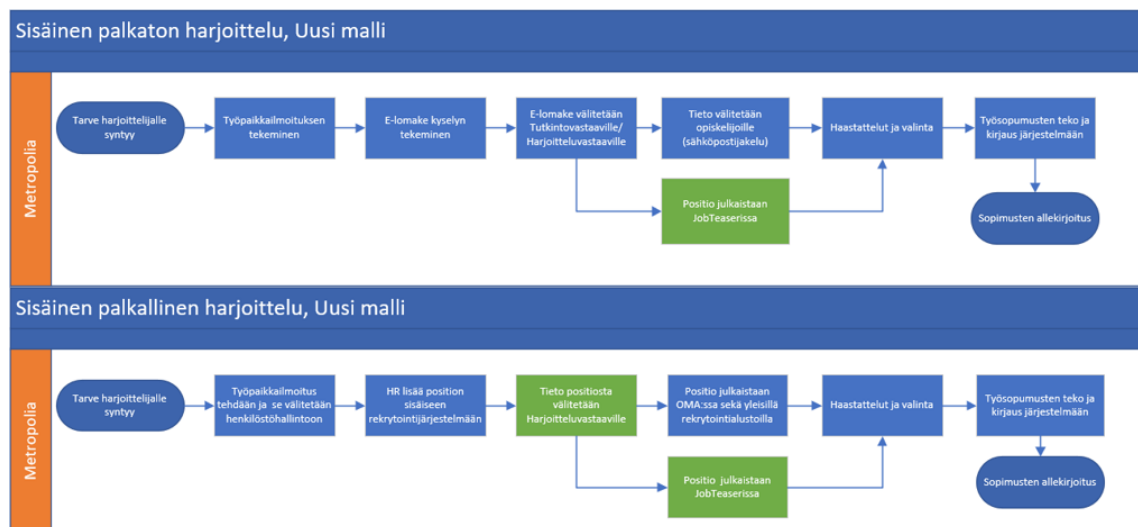 Sisäinen palkaton harjoittelu, Uusi malli
Metropolia
Tarve harjoittelijalle
syntyy
Työpaikkailmoituksen
tekeminen
E-lomake kyselyn
tekeminen
E-lomake välitetään
Tutkintovastaaville/
Harjoitteluvastaaville
Tieto välitetään
opiskelijoille
(sähköpostijakelu)
Haastattelut ja valinta
Työsopumusten teko ja
kirjaus järjestelmään
Positio julkaistaan
JobTeaserissa
Sopimusten allekirjoitus
Sisäinen palkallinen harjoittelu, Uusi malli
Metropolia
Tarve harjoittelijalle
syntyy
Työpaikkailmoitus
tehdään ja se välitetään
henkilöstöhallintoon
HR lisää position
sisäiseen
rekrytointijärjestelmään
Tieto positiosta
välitetään
Harjoitteluvastaaville
Positio julkaistaan
OMA:ssa sekä yleisillä
rekrytointialustoilla
Haastattelut ja valinta
Työsopumusten teko ja
kirjaus järjestelmään
Positio julkaistaan
JobTeaserissa
Sopimusten allekirjoitus